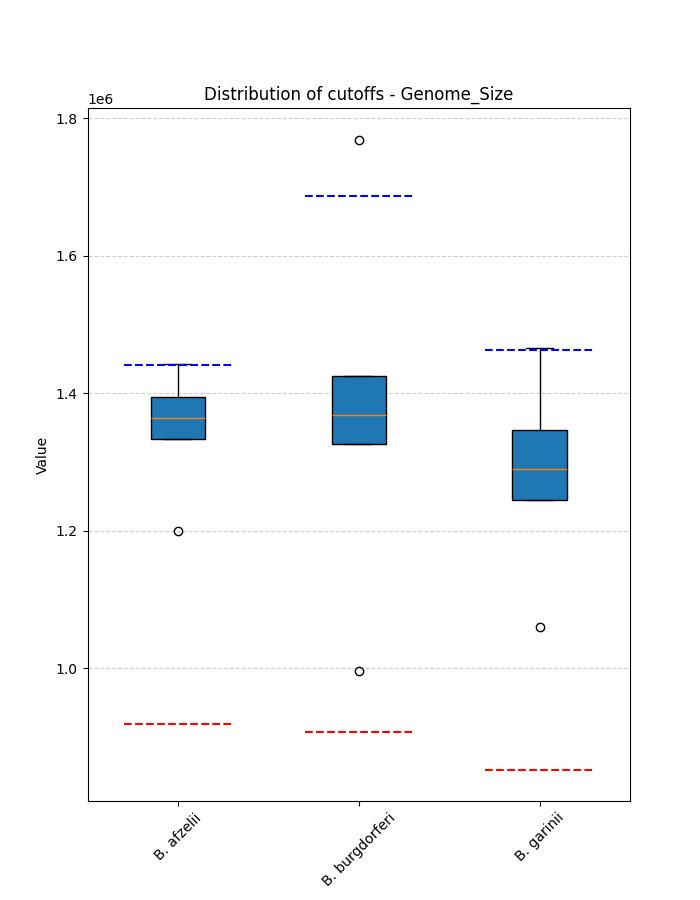 Distribution of cutoffs - Genome_Size
1e6
1.8
1.6
1.4
1.2
1.0
Value
B. afzelii
B. burgdorferi
B. garinii